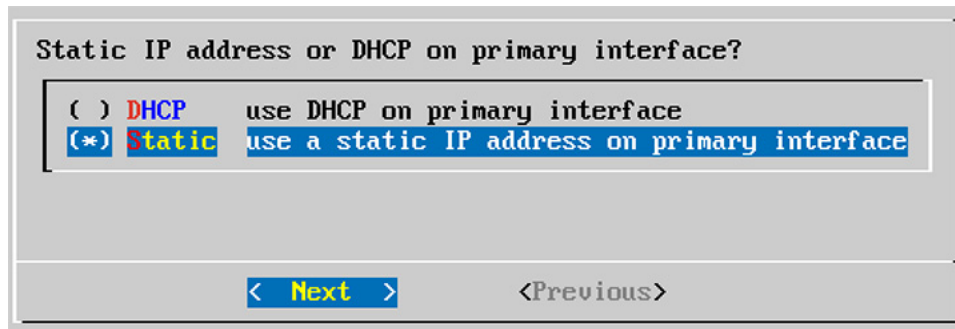 Static IP address or DHCP on primary interface?
( ) DHCP use DHCP on primary interface
(*) Static use a static IP address on primary interface
< Next > <Previous>